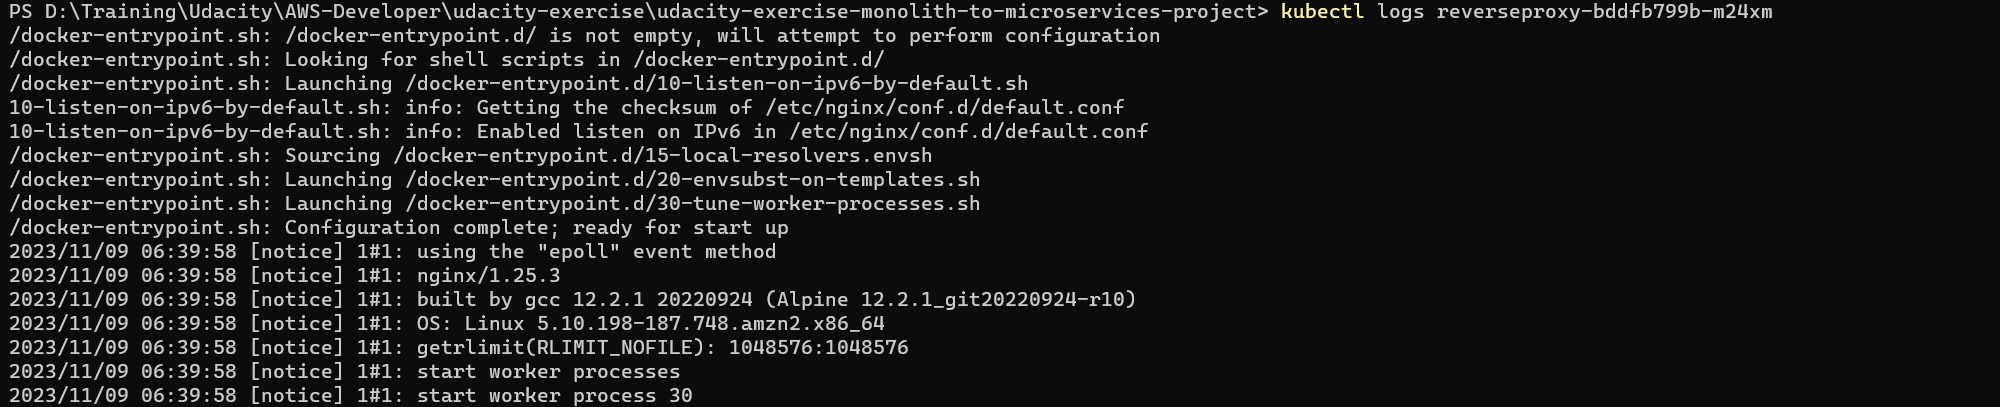 PS D:\Training\Udacity\AWS-Developer\udacity-exercise\udacity-exercise-monolith-to-microservices-project> kubectl logs reverseproxy-bddfb799b-m24xm
/docker-entrypoint.sh: /docker-entrypoint.d/ is not empty, will attempt to perform configuration
/docker-entrypoint.sh: Looking for shell scripts in /docker-entrypoint.d/
/docker-entrypoint.sh: Launching /docker-entrypoint.d/10-listen-on-ipv6-by-default.sh
10-listen-on-ipv6-by-default.sh: info: Getting the checksum of /etc/nginx/conf.d/default.conf
10-listen-on-ipv6-by-default.sh: info: Enabled listen on IPv6 in /etc/nginx/conf.d/default.conf
/docker-entrypoint.sh: Sourcing /docker-entrypoint.d/15-local-resolvers.envsh
/docker-entrypoint.sh: Launching /docker-entrypoint.d/20-envsubst-on-templates.sh
/docker-entrypoint.sh: Launching /docker-entrypoint.d/30-tune-worker-processes.sh
/docker-entrypoint.sh: Configuration complete; ready for start up
2023/11/09 06:39:58 [notice] 1#1: using the "epoll" event method
2023/11/09 06:39:58 [notice] 1#1: nginx/1.25.3
2023/11/09 06:39:58 [notice] 1#1: built by gcc 12.2.1 20220924 (Alpine 12.2.1_git20220924-r10)
2023/11/09 06:39:58 [notice] 1#1: OS: Linux 5.10.198-187.748.amzn2.x86_64
2023/11/09 06:39:58 [notice] 1#1: getrlimit(RLIMIT_NOFILE): 1048576:1048576
2023/11/09 06:39:58 [notice] 1#1: start worker processes
2023/11/09 06:39:58 [notice] 1#1: start worker process 30